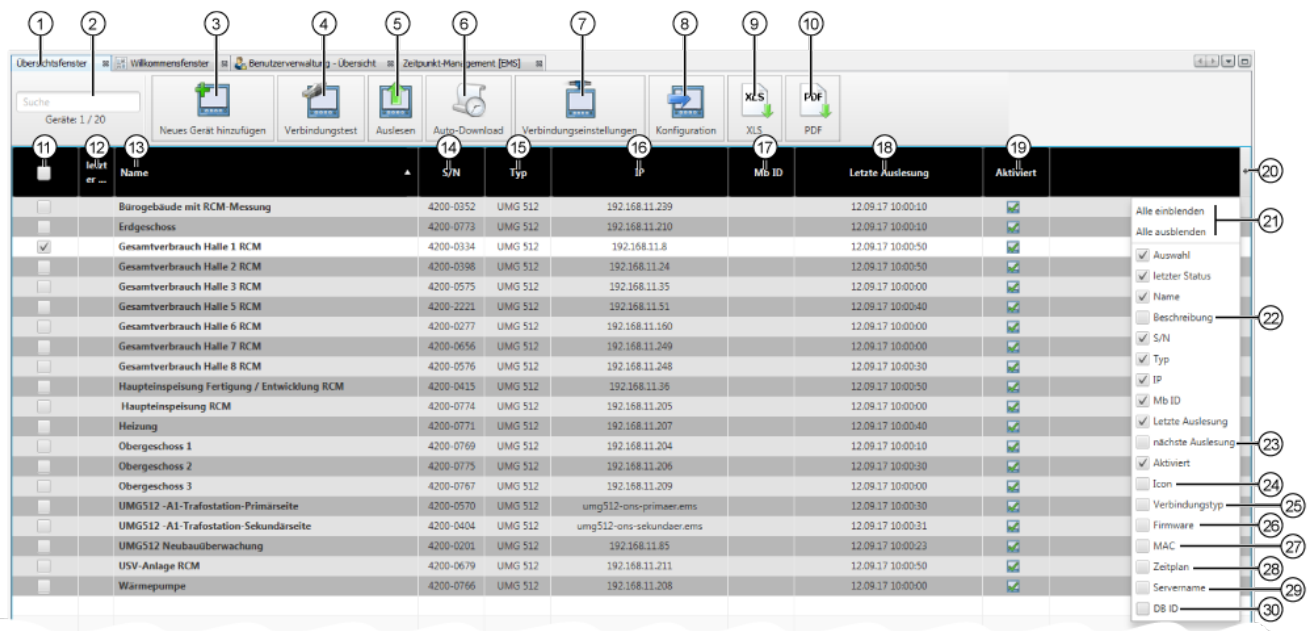 1 2 3 4 5 6 7 8 9 10
Übersichtsfenster Willkommensfenster Benutzerverwaltung - Übersicht Zeitpunkt-Management [EMS]
Suche
Geräte: 1 / 20
Neues Gerät hinzufügen Verbindungstest Auslesen Auto-Download Verbindungseinstellungen Konfiguration XLS XLS PDF PDF
11 12 13 14 15 16 17 18 19 20
letzt er ... Name S/N Typ IP Mb ID Letzte Auslesung Aktiviert
Bürogebäude mit RCM-Messung 4200-0352 UMG 512 192.168.11.239 12.09.17 10:00:10
Erdgeschoss 4200-0773 UMG 512 192.168.11.210 12.09.17 10:00:10
Gesamtverbrauch Halle 1 RCM 4200-0334 UMG 512 192.168.11.8 12.09.17 10:00:50
Gesamtverbrauch Halle 2 RCM 4200-0398 UMG 512 192.168.11.24 12.09.17 10:00:50
Gesamtverbrauch Halle 3 RCM 4200-0575 UMG 512 192.168.11.35 12.09.17 10:00:00
Gesamtverbrauch Halle 5 RCM 4200-2221 UMG 512 192.168.11.51 12.09.17 10:00:40
Gesamtverbrauch Halle 6 RCM 4200-0277 UMG 512 192.168.11.160 12.09.17 10:00:00
Gesamtverbrauch Halle 7 RCM 4200-0656 UMG 512 192.168.11.249 12.09.17 10:00:00
Gesamtverbrauch Halle 8 RCM 4200-0576 UMG 512 192.168.11.248 12.09.17 10:00:30
Haupteinspeisung Fertigung / Entwicklung RCM 4200-0415 UMG 512 192.168.11.36 12.09.17 10:00:50
Haupteinspeisung RCM 4200-0774 UMG 512 192.168.11.205 12.09.17 10:00:00
Heizung 4200-0771 UMG 512 192.168.11.207 12.09.17 10:00:40
Obergeschoss 1 4200-0769 UMG 512 192.168.11.204 12.09.17 10:00:10
Obergeschoss 2 4200-0775 UMG 512 192.168.11.206 12.09.17 10:00:30
Obergeschoss 3 4200-0767 UMG 512 192.168.11.209 12.09.17 10:00:00
UMG512 -A1-Trafostation-Primärseite 4200-0570 UMG 512 umg512-ons-primaer.ems 12.09.17 10:00:30
UMG512 -A1-Trafostation-Sekundärseite 4200-0404 UMG 512 umg512-ons-sekundaer.ems 12.09.17 10:00:31
UMG512 Neubauüberwachung 4200-0201 UMG 512 192.168.11.85 12.09.17 10:00:23
USV-Anlage RCM 4200-0679 UMG 512 192.168.11.211 12.09.17 10:00:50
Wärmepumpe 4200-0766 UMG 512 192.168.11.208 12.09.17 10:00:00
Alle einblenden
21
Alle ausblenden
Auswahl
letzter Status
Name
Beschreibung 22
S/N
Typ
IP
Mb ID
Letzte Auslesung
nächste Auslesung 23
Aktiviert
Icon 24
Verbindungstyp 25
Firmware 26
MAC 27
Zeitplan 28
Servername 29
DB ID 30